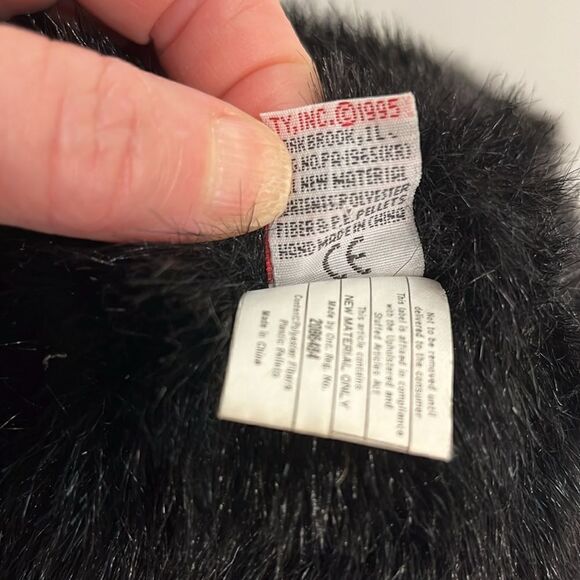 TY, INC. ©1995
OAKBROOK, IL.
NO.PA-1965(KR)
NEW MATERIAL
POLYESTER
FIBER & P.E. PELLETS
HAND MADE IN CHINA
CE
Not to be removed until
delivered to the consumer
This label is affixed in compliance
with the Upholstered and
Stuffed Articles Act
This article contains
NEW MATERIAL ONLY
Made by Ont. Reg. No.
20B6484
Content: Polyester Fibers
Plastic Pellets
Made in China